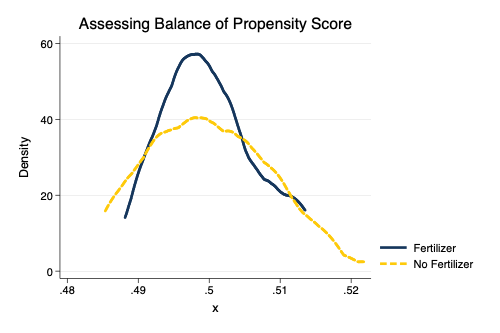 Assessing Balance of Propensity Score
60
40
20
0
Density
.48
.49
.5
.51
.52
x
Fertilizer
No Fertilizer